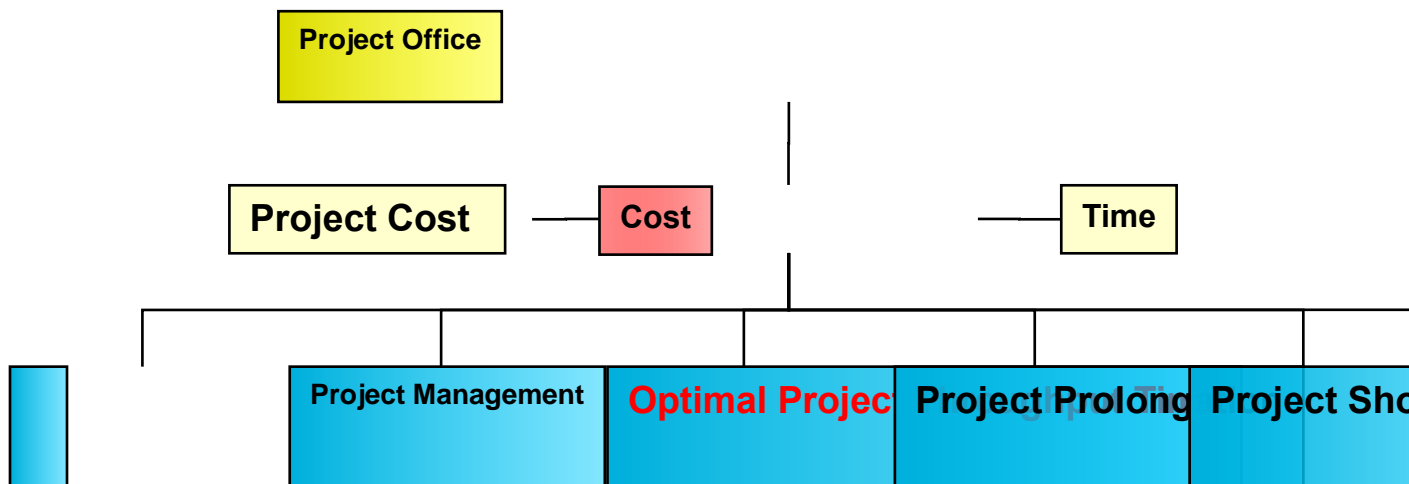 Project Office
Project Cost
Cost
Time
Project Management
Optimal Projec
Project Prolong
Project Sho